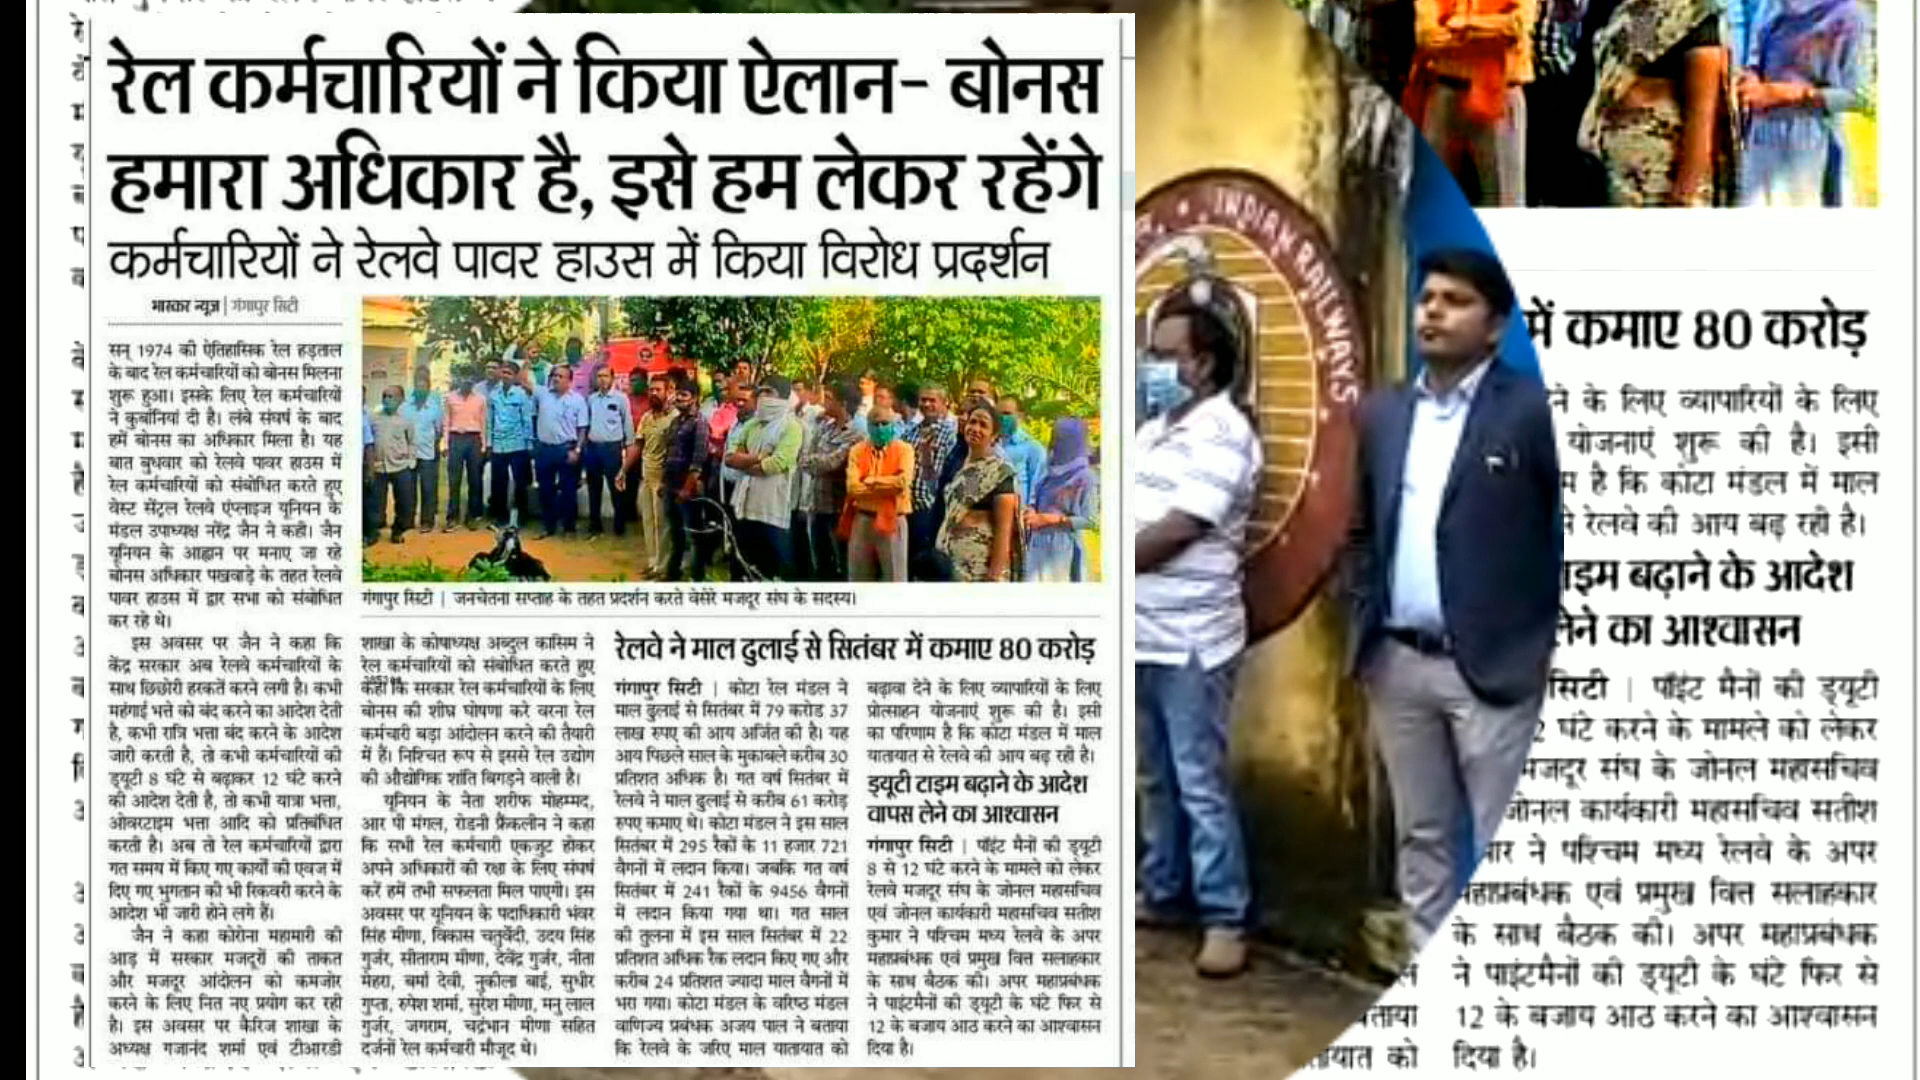 रेल कर्मचारियों ने किया ऐलान- बोनस
हमारा अधिकार है, इसे हम लेकर रहेंगे
कर्मचारियों ने रेलवे पावर हाउस में किया विरोध प्रदर्शन
भास्कर न्यूज | गंगापुर सिटी
सन् 1974 की ऐतिहासिक रेल हड़ताल
के बाद रेल कर्मचारियों को बोनस मिलना
शुरू हुआ। इसके लिए रेल कर्मचारियों
ने कुर्बानियां दी है। लंबे संघर्ष के बाद
हमें बोनस का अधिकार मिला है। यह
बात बुधवार को रेलवे पावर हाउस में
रेल कर्मचारियों को संबोधित करते हुए
वेस्ट सेंट्रल रेलवे एंप्लाइज यूनियन के
मंडल उपाध्यक्ष नरेंद्र जैन ने कही। जैन
यूनियन के आह्वान पर मनाए जा रहे
बोनस अधिकार पखवाड़े के तहत रेलवे
पावर हाउस में द्वार सभा को संबोधित
कर रहे थे।
इस अवसर पर जैन ने कहा कि
केंद्र सरकार अब रेलवे कर्मचारियों के
साथ छिछोरी हरकतें करने लगी है। कभी
महंगाई भत्ते को बंद करने का आदेश देती
है, कभी रात्रि भत्ता बंद करने के आदेश
जारी करती है, तो कभी कर्मचारियों की
ड्यूटी 8 घंटे से बढ़ाकर 12 घंटे करने
की आदेश देती है, तो कभी यात्रा भत्ता,
ओवरटाइम भत्ता आदि को प्रतिबंधित
करती है। अब तो रेल कर्मचारियों द्वारा
गत समय में किए गए कार्यों की एवज में
दिए गए भुगतान की भी रिकवरी करने के
आदेश भी जारी होने लगे हैं।
जैन ने कहा कोरोना महामारी की
आड़ में सरकार मजदूरों की ताकत
और मजदूर आंदोलन को कमजोर
करने के लिए नित नए प्रयोग कर रही
है। इस अवसर पर कैरिज शाखा के
अध्यक्ष गजानंद शर्मा एवं टीआरडी
गंगापुर सिटी | जनचेतना सप्ताह के तहत प्रदर्शन करते वेसेरे मजदूर संघ के सदस्य।
शाखा के कोषाध्यक्ष अब्दुल कासिम ने
रेल कर्मचारियों को संबोधित करते हुए
कहा कि सरकार रेल कर्मचारियों के लिए
बोनस की शीघ्र घोषणा करे वरना रेल
कर्मचारी बड़ा आंदोलन करने की तैयारी
में हैं। निश्चित रूप से इससे रेल उद्योग
की औद्योगिक शांति बिगड़ने वाली है।
यूनियन के नेता शरीफ मोहम्मद,
आर पी मंगल, रोडनी फ्रैंकलीन ने कहा
कि सभी रेल कर्मचारी एकजुट होकर
अपने अधिकारों की रक्षा के लिए संघर्ष
करें हमें तभी सफलता मिल पाएगी। इस
अवसर पर यूनियन के पदाधिकारी भंवर
सिंह मीणा, विकास चतुर्वेदी, उदय सिंह
गुर्जर, सीताराम मीणा, देवेंद्र गुर्जर, नीता
मेहरा, बर्मा देवी, नुकीला बाई, सुधीर
गुप्ता, रुपेश शर्मा, सुरेश मीणा, मनु लाल
गुर्जर, जगराम, चद्रंभान मीणा सहित
दर्जनों रेल कर्मचारी मौजूद थे।
रेलवे ने माल ढुलाई से सितंबर में कमाए 80 करोड़
गंगापुर सिटी | कोटा रेल मंडल ने
माल ढुलाई से सितंबर में 79 करोड 37
लाख रुपए की आय अर्जित की है। यह
आय पिछले साल के मुकाबले करीब 30
प्रतिशत अधिक है। गत वर्ष सितंबर में
रेलवे ने माल ढुलाई से करीब 61 करोड़
रुपए कमाए थे। कोटा मंडल ने इस साल
सितंबर में 295 रैकों के 11 हजार 721
वैगनों में लदान किया। जबकि गत वर्ष
सितंबर में 241 रैकों के 9456 वैगनों
में लदान किया गया था। गत साल
की तुलना में इस साल सितंबर में 22
प्रतिशत अधिक रैक लदान किए गए और
करीब 24 प्रतिशत ज्यादा माल वैगनों में
भरा गया। कोटा मंडल के वरिष्ठ मंडल
वाणिज्य प्रबंधक अजय पाल ने बताया
कि रेलवे के जरिए माल यातायात को
बढ़ावा देने के लिए व्यापारियों के लिए
प्रोत्साहन योजनाएं शुरू की है। इसी
का परिणाम है कि कोटा मंडल में माल
यातायात से रेलवे की आय बढ़ रही है।
ड्यूटी टाइम बढ़ाने के आदेश
वापस लेने का आश्वासन
गंगापुर सिटी | पॉइंट मैनों की ड्यूटी
8 से 12 घंटे करने के मामले को लेकर
रेलवे मजदूर संघ के जोनल महासचिव
एवं जोनल कार्यकारी महासचिव सतीश
कुमार ने पश्चिम मध्य रेलवे के अपर
महाप्रबंधक एवं प्रमुख वित्त सलाहकार
के साथ बैठक की। अपर महाप्रबंधक
ने पाइंटमैनों की ड्यूटी के घंटे फिर से
12 के बजाय आठ करने का आश्वासन
दिया है।
INDIAN RAILWAYS
में कमाए 80 करोड़
ने के लिए व्यापारियों के लिए
योजनाएं शुरू की है। इसी
है कि कोटा मंडल में माल
से रेलवे की आय बढ़ रही है।
टाइम बढ़ाने के आदेश
लेने का आश्वासन
सिटी | पॉइंट मैनों की ड्यूटी
घंटे करने के मामले को लेकर
मजदूर संघ के जोनल महासचिव
जोनल कार्यकारी महासचिव सतीश
ने पश्चिम मध्य रेलवे के अपर
महाप्रबंधक एवं प्रमुख वित्त सलाहकार
के साथ बैठक की। अपर महाप्रबंधक
ने पाइंटमैनों की ड्यूटी के घंटे फिर से
12 के बजाय आठ करने का आश्वासन
दिया है।